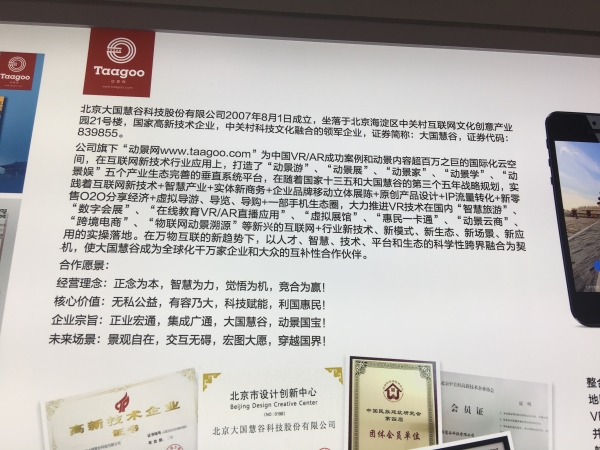 Taagoo
Taagoo
北京大国慧谷科技股份有限公司2007年8月1日成立，坐落于北京海淀区中关村互联网文化创意产业
园21号楼，国家高新技术企业，中关村科技文化融合的领军企业，证券简称：大国慧谷，证券代码：
839855。
公司旗下“动景网www.taagoo.com”为中国VR/AR成功案例和动景内容超百万之巨的国际化云空
间，在互联网新技术行业应用上，打造了“动景游”、“动景展”、“动景家”、“动景学”、“动
景娱”五个产业生态完善的垂直系统平台，在随着国家十三五和大国慧谷的第三个五年战略规划，实
践着互联网新技术+智慧产业+实体新商务+企业品牌移动立体展陈+原创产品设计+IP流量转化+新零
售O2O分享经济+虚拟导游、导览、导购+一部手机生态圈，大力推进VR技术在国内“智慧旅游”、
“数字会展”、“在线教育VR/AR直播应用”、“虚拟展馆”、“惠民一卡通”、“动景云商”、
“跨境电商”、“物联网动景溯源”等新兴的互联网+行业新技术、新模式、新生态、新场景、新应
用的实操落地。在万物互联的新趋势下，以人才、智慧、技术、平台和生态的科学性跨界融合为契
机，使大国慧谷成为全球化千万家企业和大众的互补性合作伙伴。
合作愿景：
经营理念：正念为本，智慧为力，觉悟为机，竞合为赢！
核心价值：无私公益，有容乃大，科技赋能，利国惠民！
企业宗旨：正业宏通，集成广通，大国慧谷，动景国宝！
未来场景：景观自在，交互无碍，宏图大愿，穿越国界！
高新技术企业
证书
北京市设计创新中心
Beijing Design Creative Center
北京大国慧谷科技股份有限公司
中国民族建筑研究会
第四届
团体会员单位
会员证
整合
地
VR
并